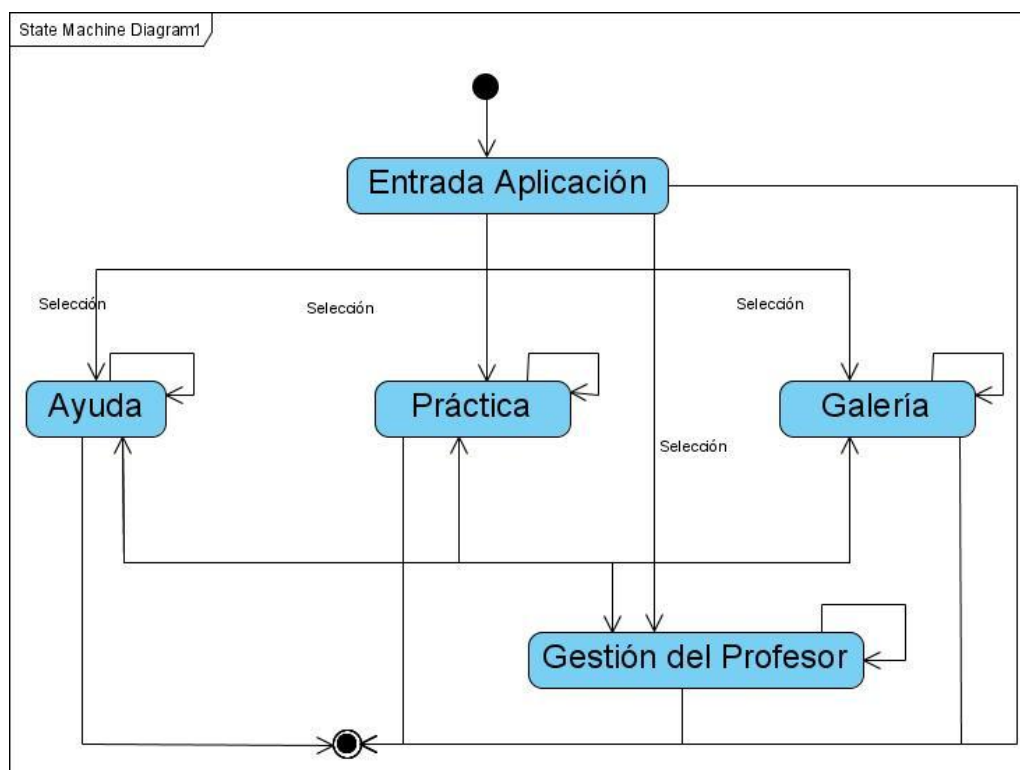 State Machine Diagram1
Entrada Aplicación
Selección
Selección
Selección
Ayuda
Práctica
Galería
Selección
Gestión del Profesor